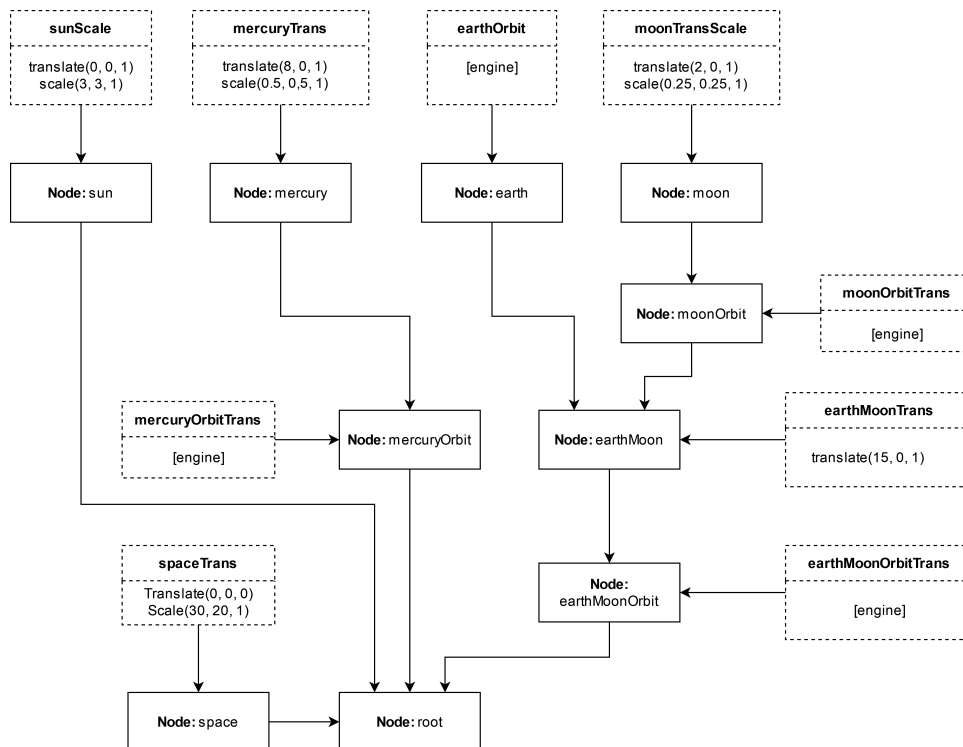 sunScale
translate(0, 0, 1)
scale(3, 3, 1)
mercuryTrans
translate(8, 0, 1)
scale(0.5, 0,5, 1)
earthOrbit
[engine]
moonTransScale
translate(2, 0, 1)
scale(0.25, 0.25, 1)
Node: sun
Node: mercury
Node: earth
Node: moon
Node: moonOrbit
moonOrbitTrans
[engine]
mercuryOrbitTrans
[engine]
Node: mercuryOrbit
Node: earthMoon
earthMoonTrans
translate(15, 0, 1)
spaceTrans
Translate(0, 0, 0)
Scale(30, 20, 1)
Node:
earthMoonOrbit
earthMoonOrbitTrans
[engine]
Node: space
Node: root